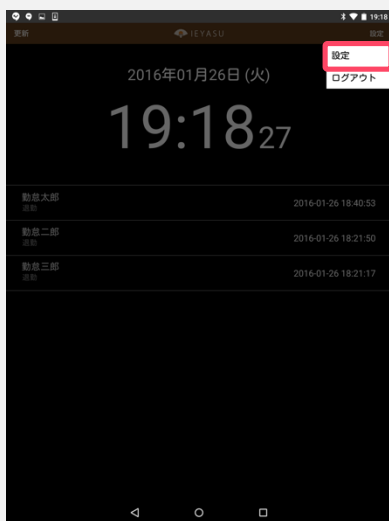 19:18
更新
IEYASU
設定
設定
ログアウト
2016年01月26日 (火)
19:18 27
勤怠太郎
退勤
2016-01-26 18:40:53
勤怠二郎
退勤
2016-01-26 18:21:50
勤怠三郎
退勤
2016-01-26 18:21:17